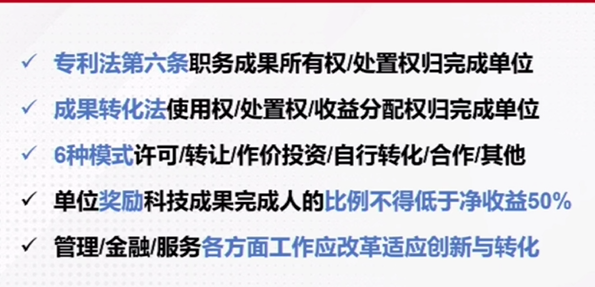 ✓ 专利法第六条职务成果所有权/处置权归完成单位
✓ 成果转化法使用权/处置权/收益分配权归完成单位
✓ 6种模式许可/转让/作价投资/自行转化/合作/其他
✓ 单位奖励科技成果完成人的比例不得低于净收益50%
✓ 管理/金融/服务各方面工作应改革适应创新与转化